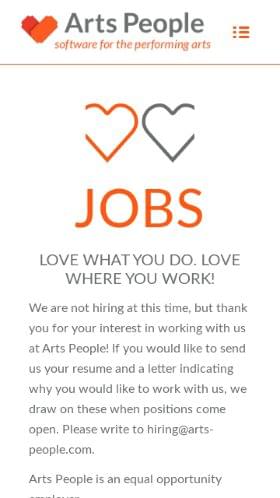 Arts People
software for the performing arts
JOBS
LOVE WHAT YOU DO. LOVE
WHERE YOU WORK!
We are not hiring at this time, but thank
you for your interest in working with us
at Arts People! If you would like to send
us your resume and a letter indicating
why you would like to work with us, we
draw on these when positions come
open. Please write to hiring@arts-
people.com.
Arts People is an equal opportunity
employer.